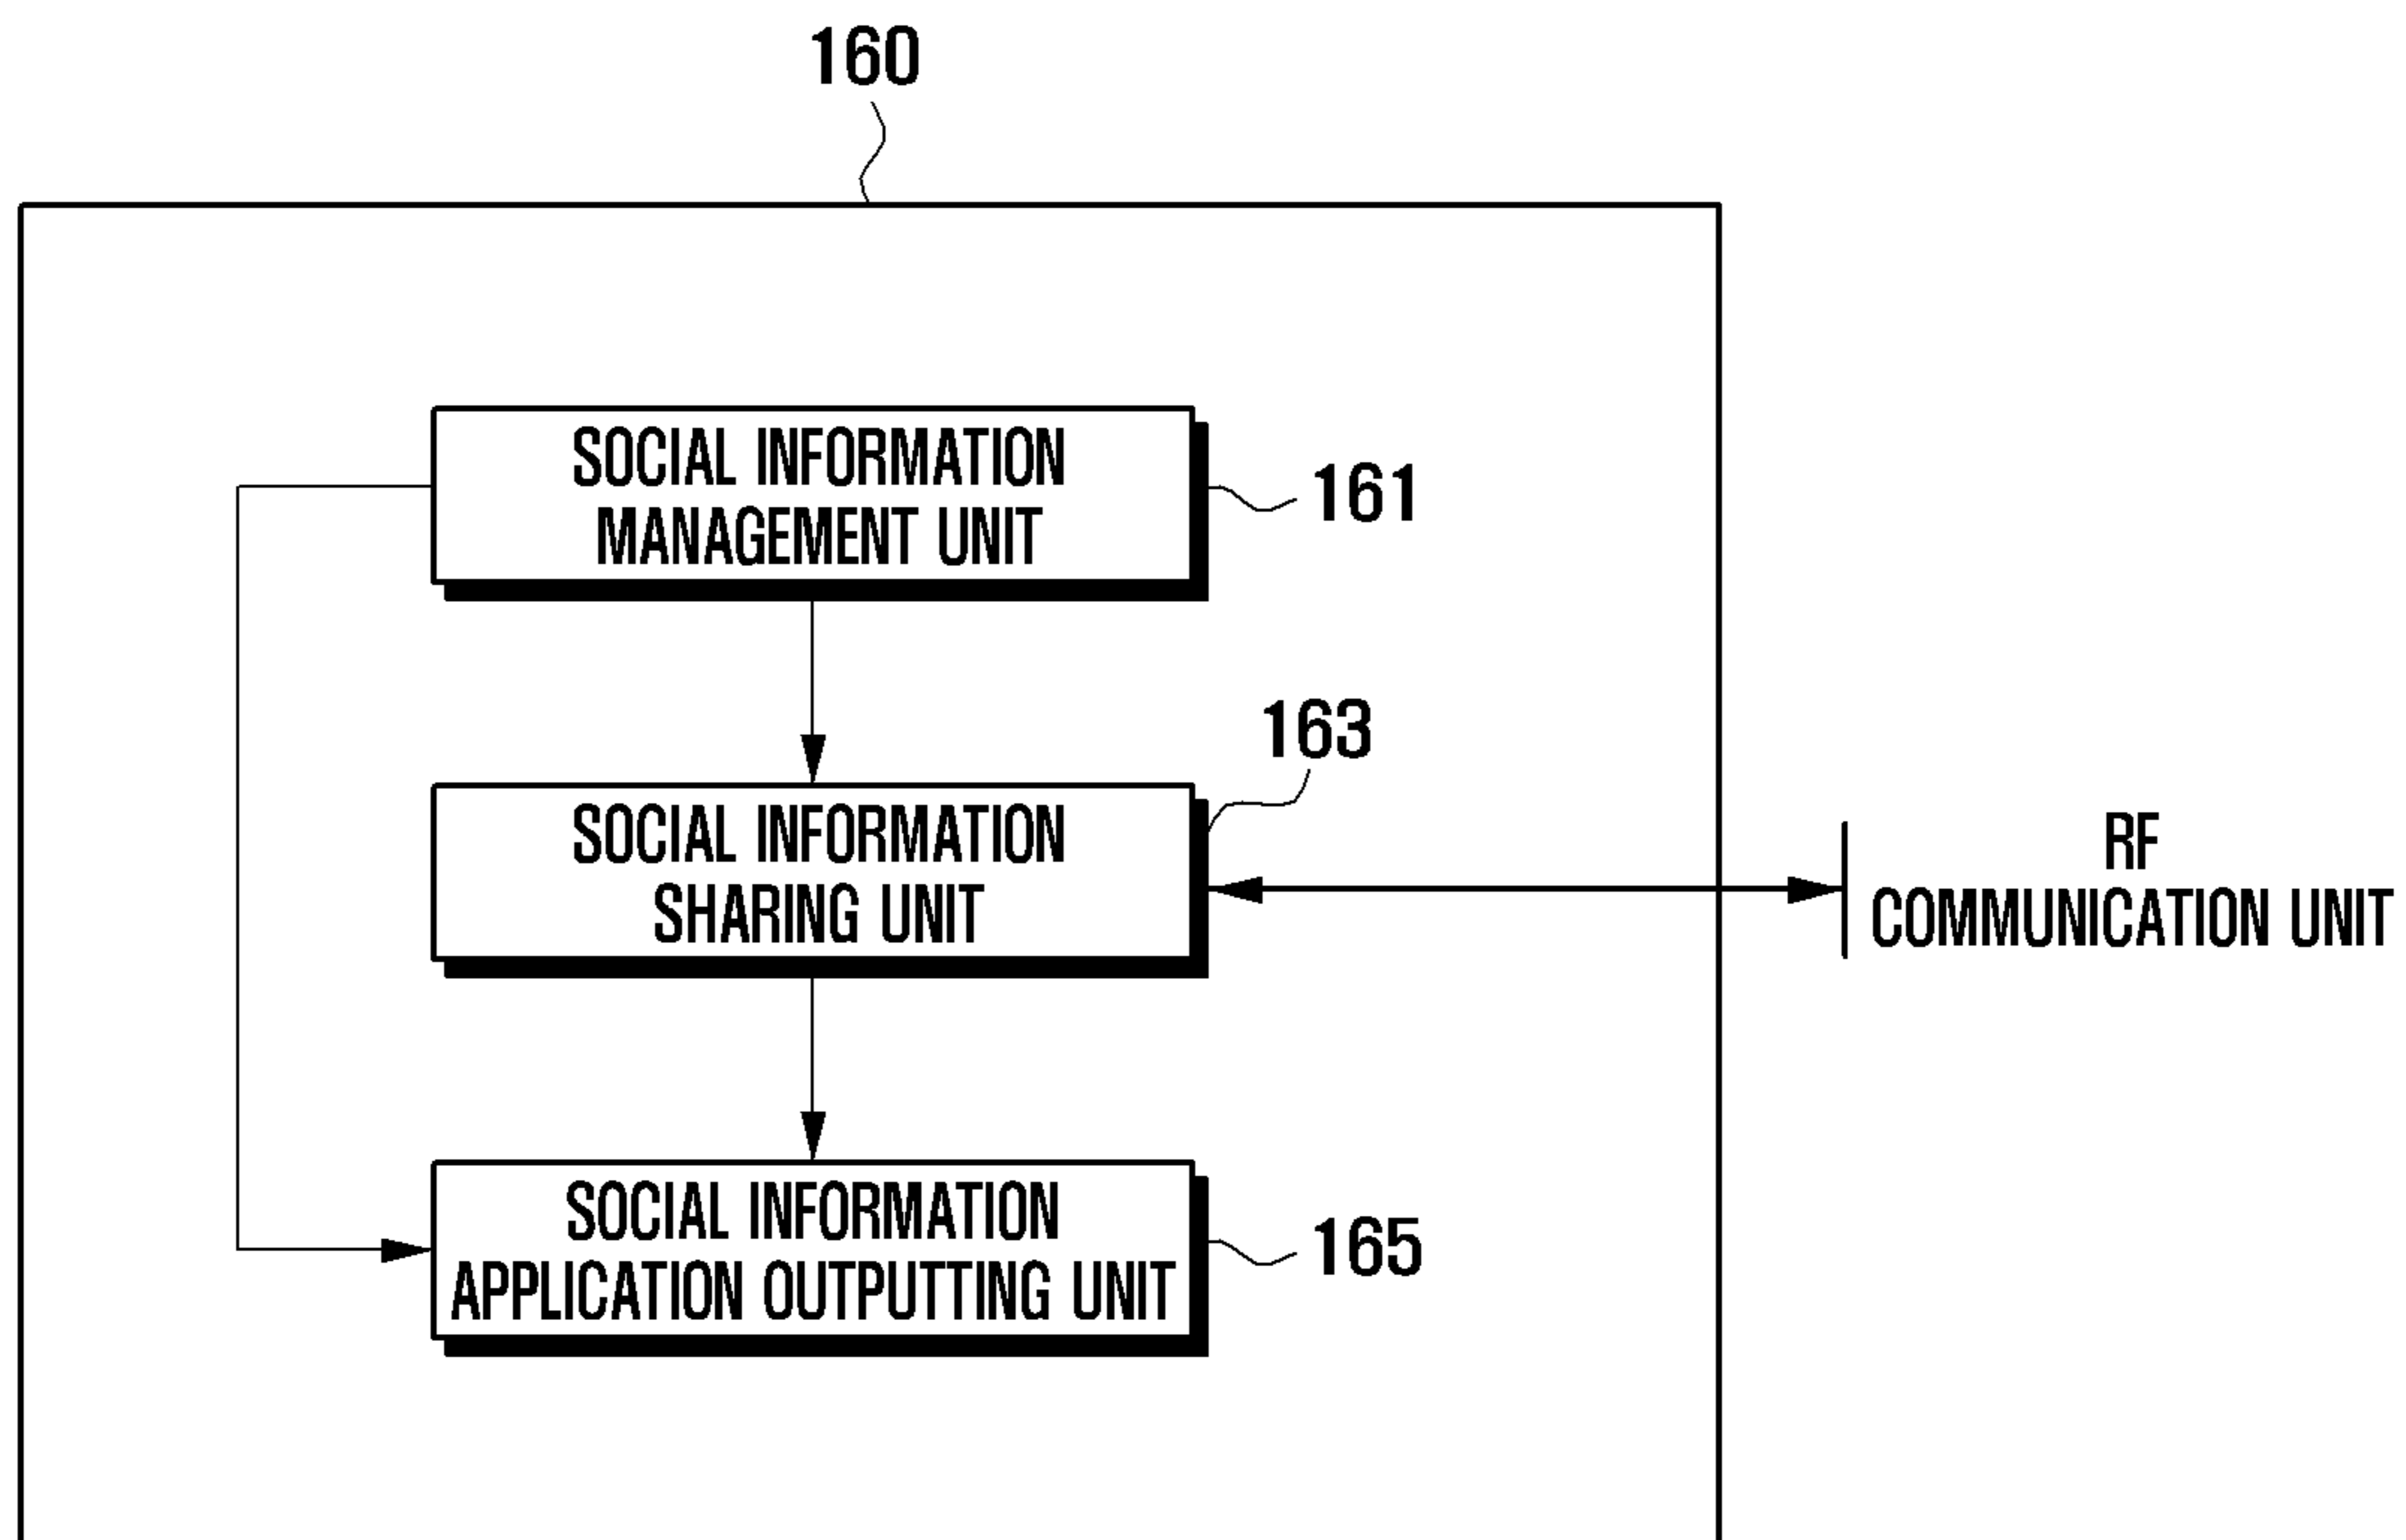 160
SOCIAL INFORMATION
MANAGEMENT UNIT
161
163
SOCIAL INFORMATION
SHARING UNIT
RF
COMMUNICATION UNIT
SOCIAL INFORMATION
APPLICATION OUTPUTTING UNIT
165